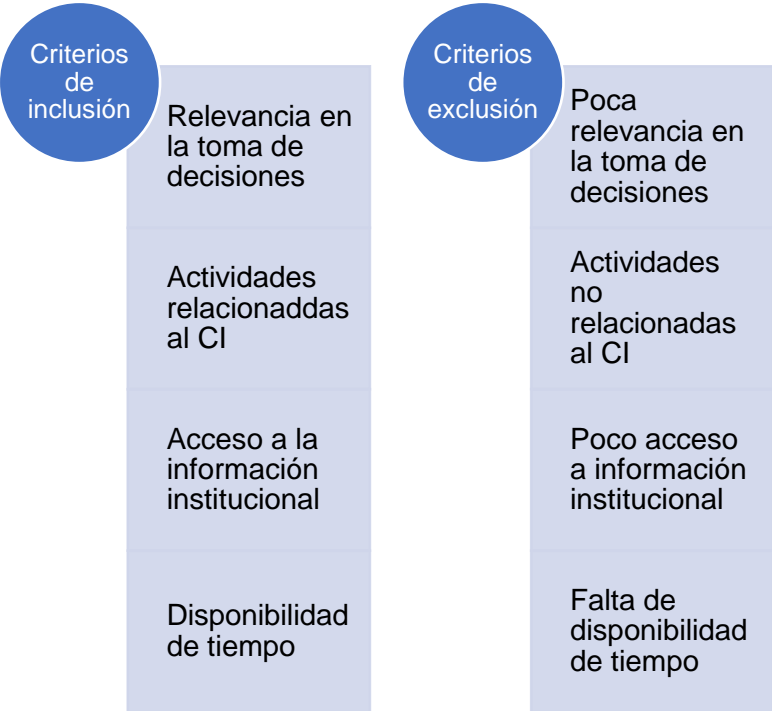 Criterios
de
inclusión
Relevancia en
la toma de
decisiones
Actividades
relacionaddas
al CI
Acceso a la
información
institucional
Disponibilidad
de tiempo
Criterios
de
exclusión
Poca
relevancia en
la toma de
decisiones
Actividades
no
relacionadas
al CI
Poco acceso
a información
institucional
Falta de
disponibilidad
de tiempo